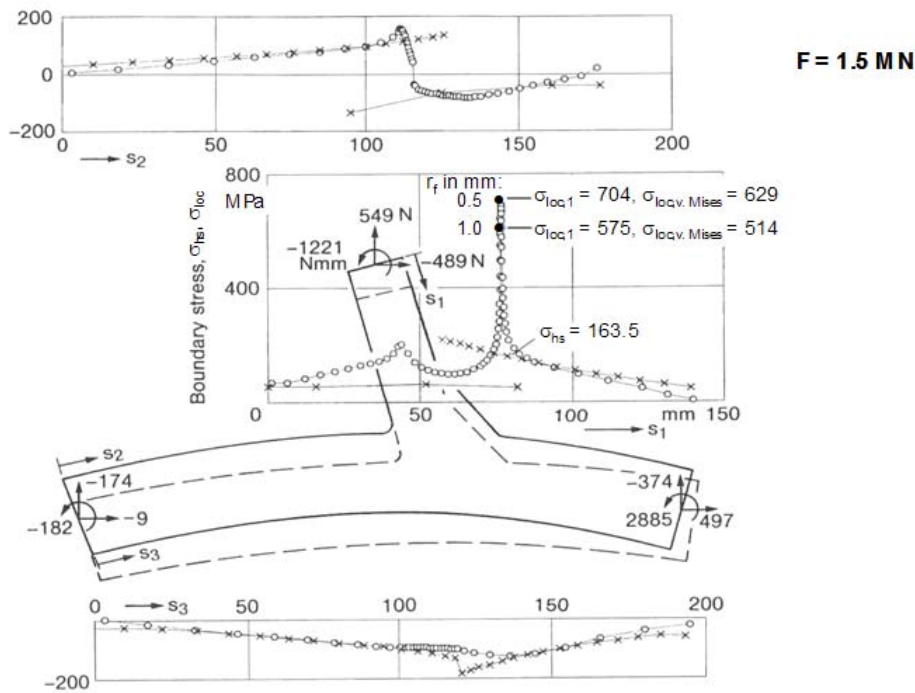 200
0
−200
0 50 100 150 200
s₂
F = 1.5 MN
800
MPa
400
0
Boundary stress, σhs, σloc
r_f in mm:
0.5
σloc,1 = 704, σloc,v. Mises = 629
1.0
σloc,1 = 575, σloc,v. Mises = 514
549 N
−1221
Nmm
−489 N
s₁
σhs = 163.5
0 50 100 mm 150
s₁
s₂
−174
−182
−9
s₃
−374
2885
497
0 s₃ 50 100 150 200
−200